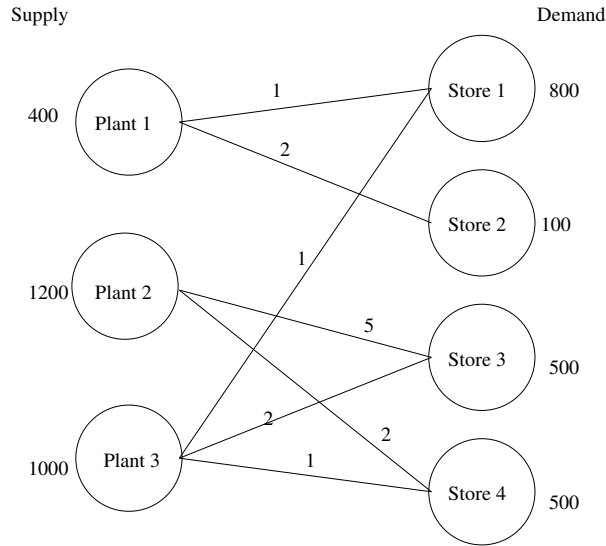 Supply
Demand
1
Store 1
800
400
Plant 1
2
Store 2
100
1
1200
Plant 2
5
Store 3
500
2
2
Plant 3
1
1000
Store 4
500